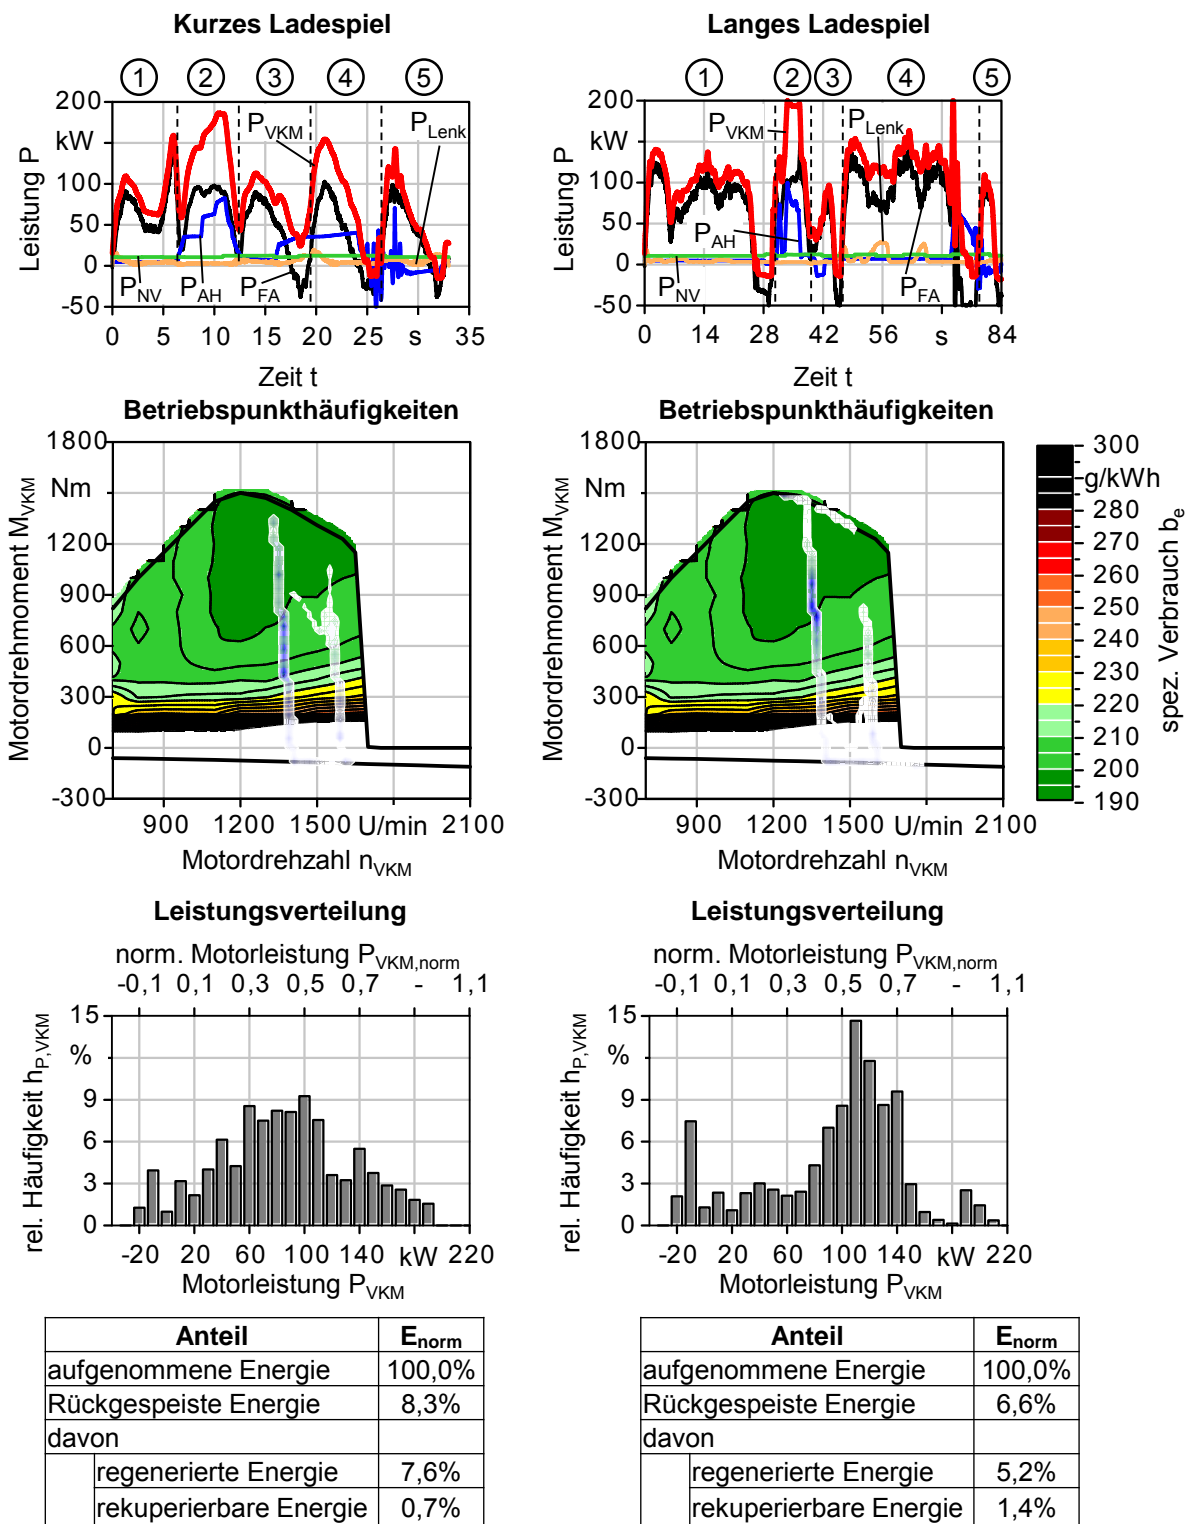 Kurzes Ladespiel
1 2 3 4 5
200
kW
100
50
0
-50
Leistung P
P_VKM
P_Lenk
P_NV
P_AH
P_FA
0 5 10 15 20 25 s 35
Zeit t
Langes Ladespiel
1 2 3 4 5
200
kW
100
50
0
-50
Leistung P
P_VKM
P_Lenk
P_AH
P_NV
P_FA
0 14 28 42 56 s 84
Zeit t
Betriebspunkthäufigkeiten
1800
Nm
1200
900
600
300
0
-300
Motordrehmoment M_VKM
900 1200 1500 U/min 2100
Motordrehzahl n_VKM
Betriebspunkthäufigkeiten
1800
Nm
1200
900
600
300
0
-300
Motordrehmoment M_VKM
900 1200 1500 U/min 2100
Motordrehzahl n_VKM
300
g/kWh
280
270
260
250
240
230
220
210
200
190
spez. Verbrauch b_e
Leistungsverteilung
norm. Motorleistung P_VKM,norm
-0,1 0,1 0,3 0,5 0,7 - 1,1
15
%
9
6
3
0
rel. Häufigkeit h_P,VKM
-20 20 60 100 140 kW 220
Motorleistung P_VKM
Leistungsverteilung
norm. Motorleistung P_VKM,norm
-0,1 0,1 0,3 0,5 0,7 - 1,1
15
%
9
6
3
0
rel. Häufigkeit h_P,VKM
-20 20 60 100 140 kW 220
Motorleistung P_VKM
Anteil E_norm
aufgenommene Energie 100,0%
Rückgespeiste Energie 8,3%
davon
regenerierte Energie 7,6%
rekuperierbare Energie 0,7%
Anteil E_norm
aufgenommene Energie 100,0%
Rückgespeiste Energie 6,6%
davon
regenerierte Energie 5,2%
rekuperierbare Energie 1,4%